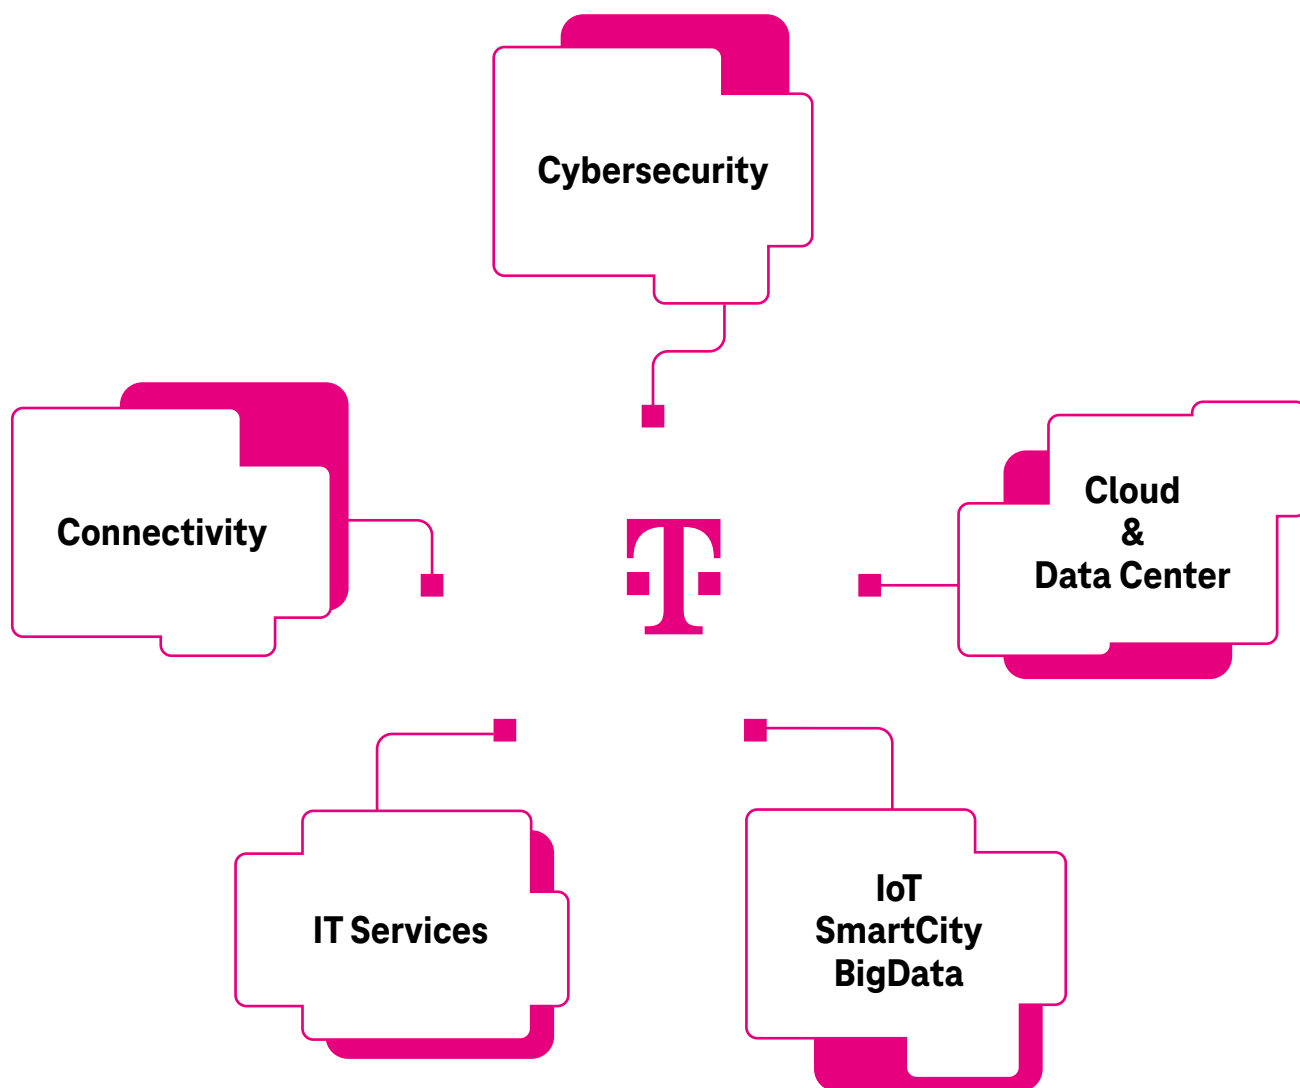 Cybersecurity
Connectivity
Cloud
&
Data Center
T
IT Services
IoT
SmartCity
BigData